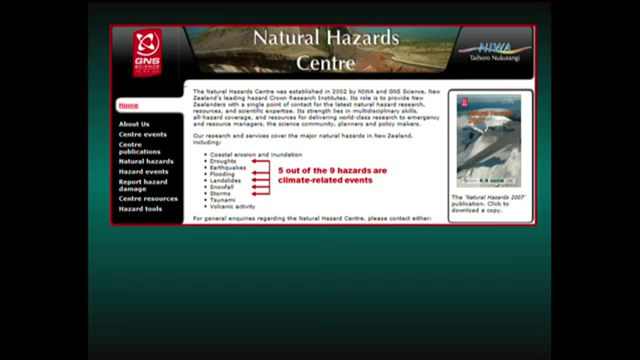 Natural Hazards
Centre
GNS
SCIENCE
NIWA
Taihoro Nukurangi
Home
About Us
Centre events
Centre
publications
Natural hazards
Hazard events
Report hazard
damage
Centre resources
Hazard tools
The Natural Hazards Centre was established in 2002 by NIWA and GNS Science, New
Zealand's leading hazard Crown Research Institutes. Its role is to provide New
Zealanders with a single point of contact for the latest natural hazard research,
resources, and scientific expertise. Its strength lies in multidisciplinary skills,
all-hazard coverage, and resources for delivering world-class research to emergency
and resource managers, the science community, planners and policy makers.
Our research and services cover the major natural hazards in New Zealand,
including:
• Coastal erosion and inundation
• Droughts
• Earthquakes
• Flooding
• Landslides
• Snowfall
• Storms
• Tsunami
• Volcanic activity
5 out of the 9 hazards are
climate-related events
For general enquiries regarding the Natural Hazard Centre, please contact either:
The 'Natural Hazards 2007'
publication. Click to
download a copy.